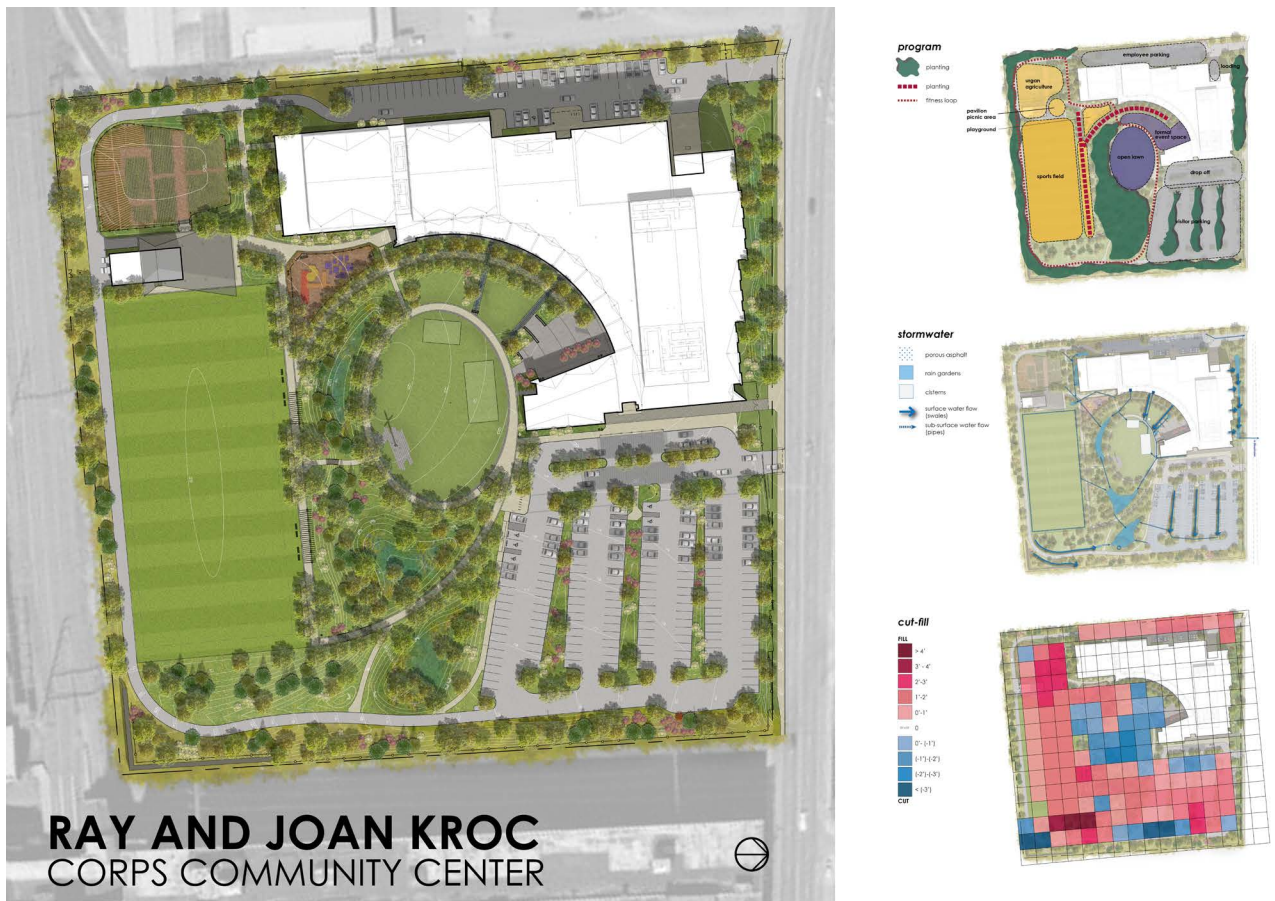 RAY AND JOAN KROC
CORPS COMMUNITY CENTER
program
planting
planting
fitness loop
employee parking
loading
urgan
agriculture
pavilion
picnic area
playground
formal
event space
open lawn
sports field
drop off
visitor parking
stormwater
porous asphalt
rain gardens
cisterns
surface water flow
(swales)
sub-surface water flow
(pipes)
cut-fill
FILL
> 4'
3' - 4'
2'-3'
1'-2'
0'-1'
0
0'- (-1')
(-1')-(-2')
(-2')-(-3')
< (-3')
CUT